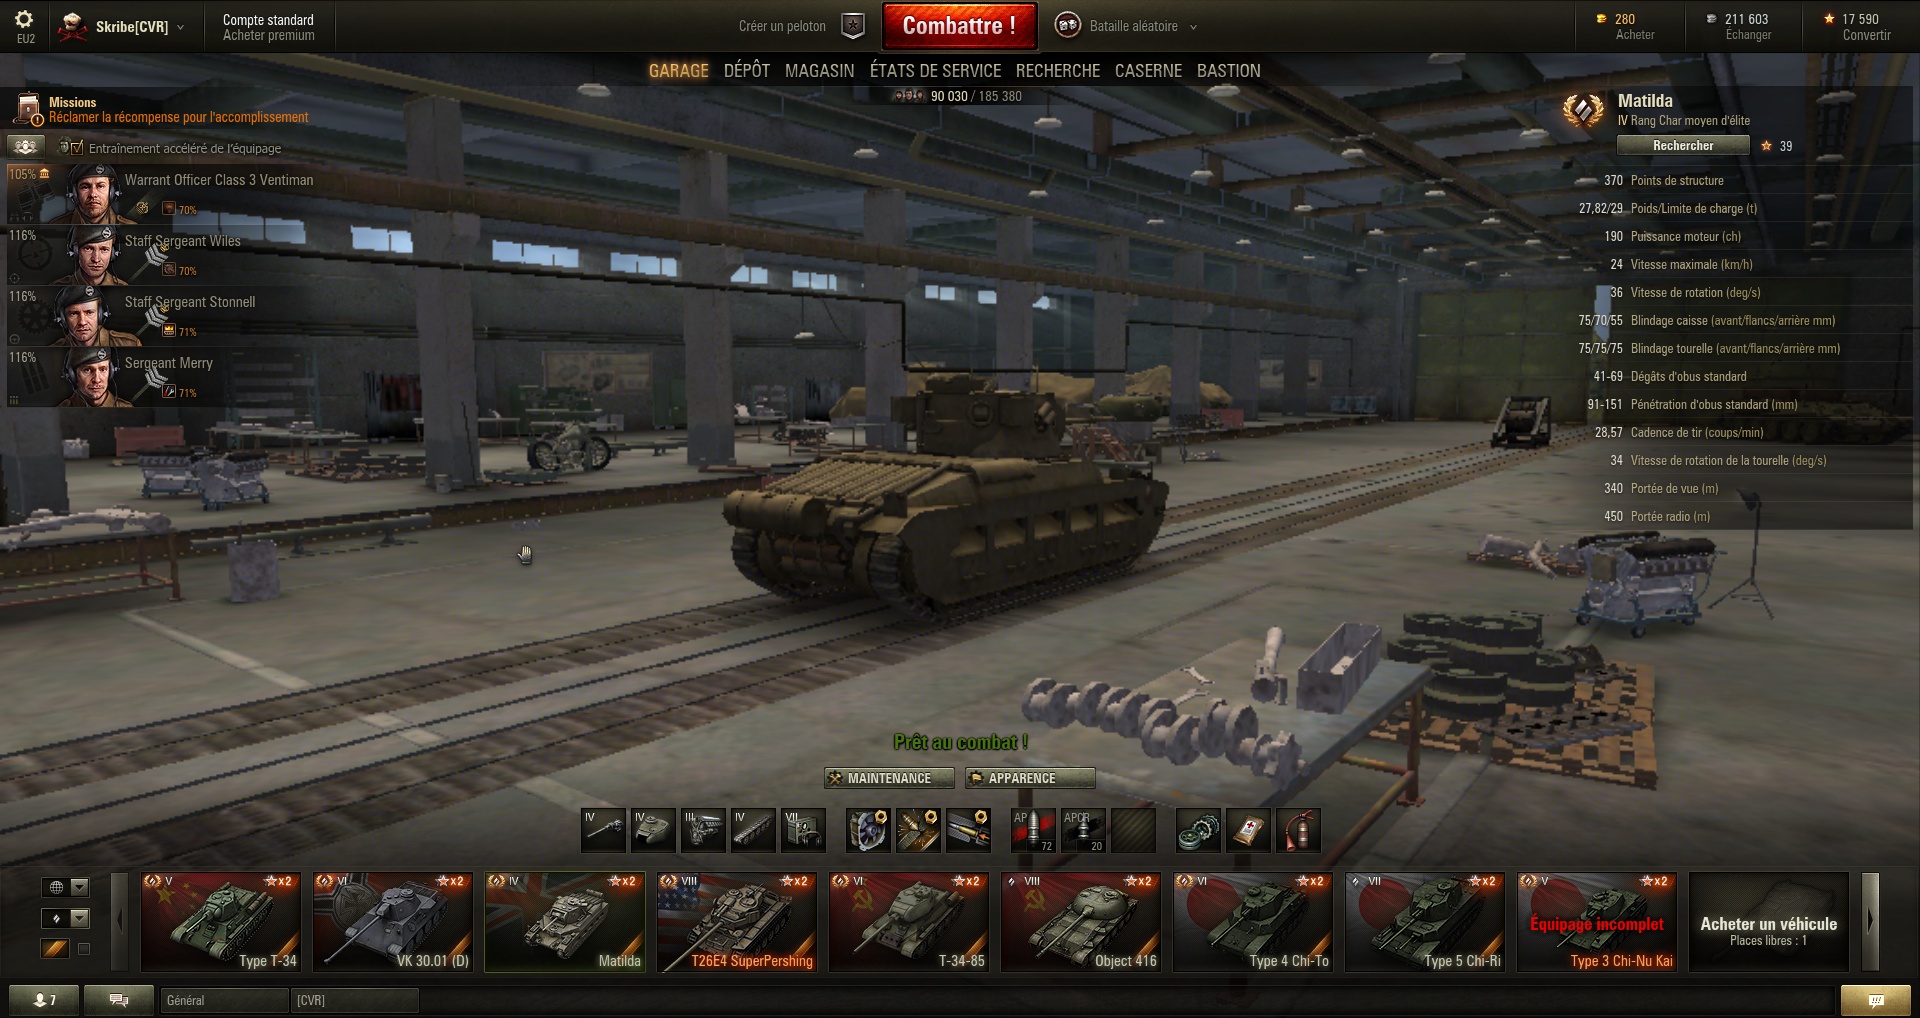 EU2
Skribe[CVR]
Compte standard
Acheter premium
Créer un peloton
Combattre !
Bataille aléatoire
280
Acheter
211 603
Échanger
17 590
Convertir
GARAGE DÉPÔT MAGASIN ÉTATS DE SERVICE RECHERCHE CASERNE BASTION
90 030 / 185 380
Missions
Réclamer la récompense pour l'accomplissement
Entraînement accéléré de l'équipage
105%
Warrant Officer Class 3 Ventiman
70%
116%
Staff Sergeant Wiles
70%
116%
Staff Sergeant Stonnell
71%
116%
Sergeant Merry
71%
Matilda
IV Rang Char moyen d'élite
Rechercher
39
370 Points de structure
27,82/29 Poids/Limite de charge (t)
190 Puissance moteur (ch)
24 Vitesse maximale (km/h)
36 Vitesse de rotation (deg/s)
75/70/55 Blindage caisse (avant/flancs/arrière mm)
75/75/75 Blindage tourelle (avant/flancs/arrière mm)
41-69 Dégâts d'obus standard
91-151 Pénétration d'obus standard (mm)
28,57 Cadence de tir (coups/min)
34 Vitesse de rotation de la tourelle (deg/s)
340 Portée de vue (m)
450 Portée radio (m)
Prêt au combat !
MAINTENANCE
APPARENCE
IV
IV
III
IV
VII
AP
72
APCR
20
V
x2
Type T-34
VI
x2
VK 30.01 (D)
IV
x2
Matilda
VIII
x2
T26E4 SuperPershing
VI
x2
T-34-85
VIII
x2
Object 416
VI
x2
Type 4 Chi-To
VII
x2
Type 5 Chi-Ri
V
x2
Équipage incomplet
Type 3 Chi-Nu Kai
Acheter un véhicule
Places libres : 1
7
Général
[CVR]